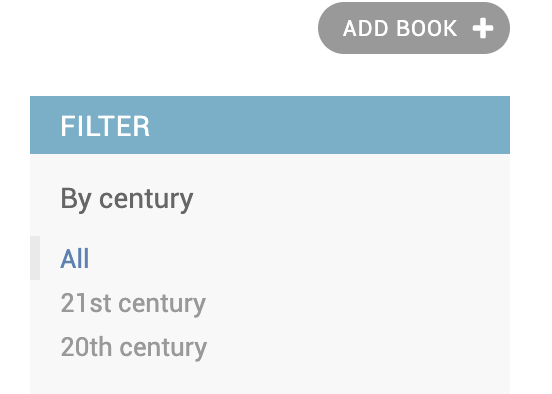 ADD BOOK
FILTER
By century
All
21st century
20th century